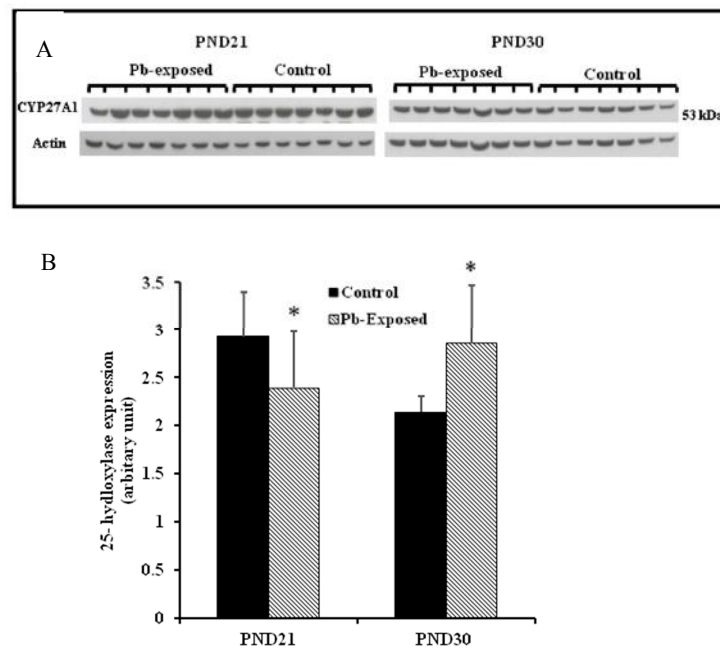 A
PND21 PND30
Pb-exposed Control Pb-exposed Control
CYP27A1
53 kDa
Actin
B
3.5
3
2.5
2
1.5
1
0.5
0
25- hydloxylase expression
(arbitary unit)
Control
Pb-Exposed
*
*
PND21 PND30